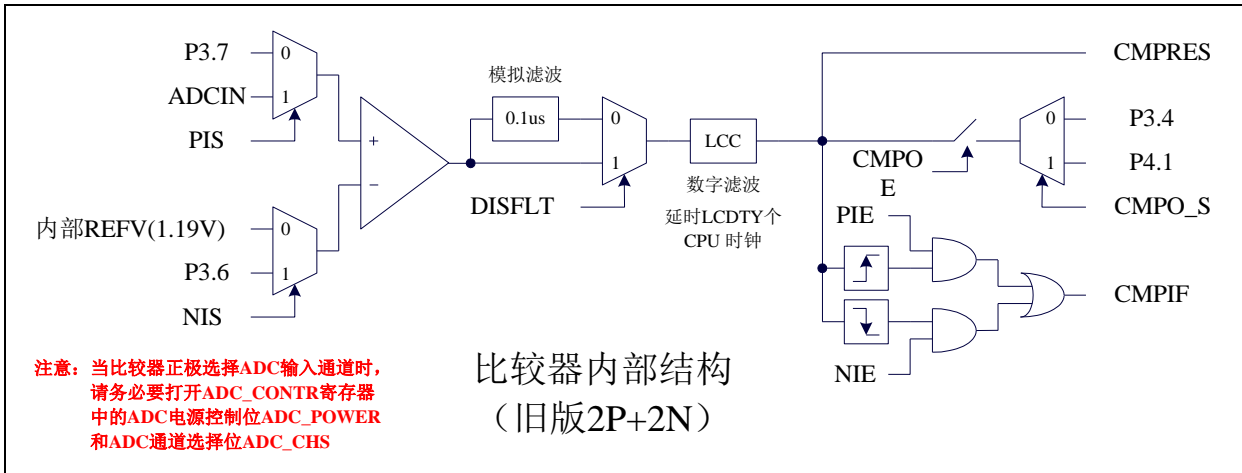 P3.7
0
ADCIN
1
PIS
+
−
内部REFV(1.19V)
0
P3.6
1
NIS
模拟滤波
0.1us
0
1
DISFLT
LCC
数字滤波
延时LCDTY个
CPU 时钟
CMPRES
CMPO
E
0
P3.4
1
P4.1
CMPO_S
PIE
CMPIF
NIE
注意：当比较器正极选择ADC输入通道时，
请务必要打开ADC_CONTR寄存器
中的ADC电源控制位ADC_POWER
和ADC通道选择位ADC_CHS
比较器内部结构
（旧版2P+2N）